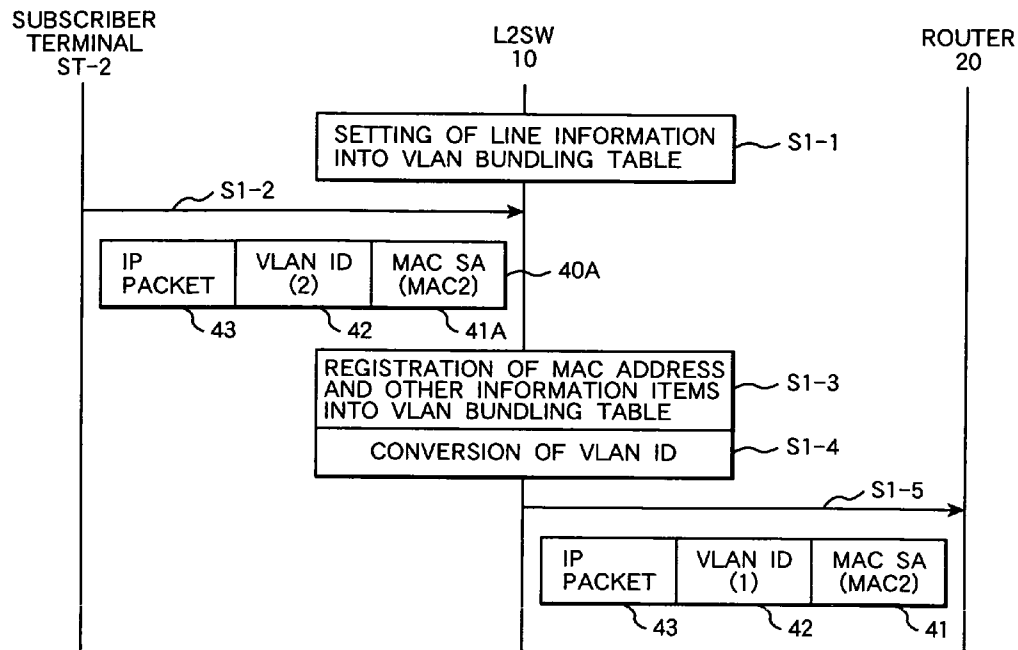 SUBSCRIBER
TERMINAL
ST-2
L2SW
10
ROUTER
20
SETTING OF LINE INFORMATION
INTO VLAN BUNDLING TABLE
S1-1
S1-2
IP
PACKET
VLAN ID
(2)
MAC SA
(MAC2)
40A
43
42
41A
REGISTRATION OF MAC ADDRESS
AND OTHER INFORMATION ITEMS
INTO VLAN BUNDLING TABLE
S1-3
CONVERSION OF VLAN ID
S1-4
S1-5
IP
PACKET
VLAN ID
(1)
MAC SA
(MAC2)
43
42
41